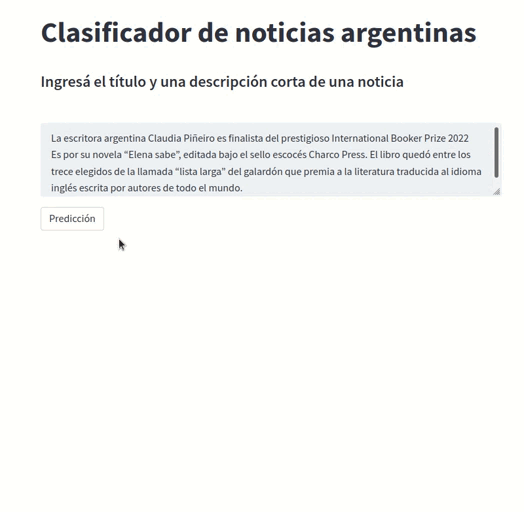 Clasificador de noticias argentinas
Ingresá el título y una descripción corta de una noticia
La escritora argentina Claudia Piñeiro es finalista del prestigioso International Booker Prize 2022
Es por su novela “Elena sabe”, editada bajo el sello escocés Charco Press. El libro quedó entre los
trece elegidos de la llamada “lista larga” del galardón que premia a la literatura traducida al idioma
inglés escrita por autores de todo el mundo.
Predicción